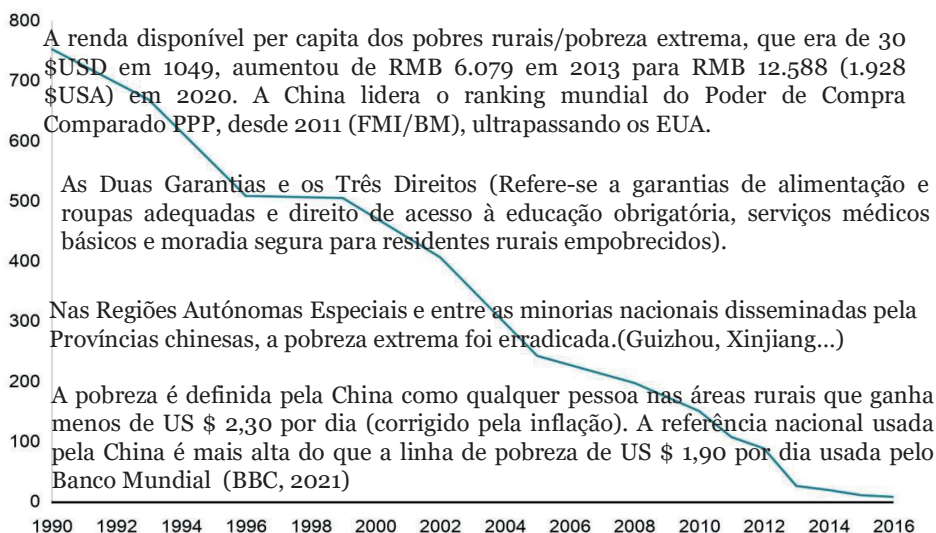 800
A renda disponível per capita dos pobres rurais/pobreza extrema, que era de 30
$USD em 1049, aumentou de RMB 6.079 em 2013 para RMB 12.588 (1.928
700
$USA) em 2020. A China lidera o ranking mundial do Poder de Compra
Comparado PPP, desde 2011 (FMI/BM), ultrapassando os EUA.
600
As Duas Garantias e os Três Direitos (Refere-se a garantias de alimentação e
500
roupas adequadas e direito de acesso à educação obrigatória, serviços médicos
básicos e moradia segura para residentes rurais empobrecidos).
400
Nas Regiões Autónomas Especiais e entre as minorias nacionais disseminadas pela
300
Províncias chinesas, a pobreza extrema foi erradicada.(Guizhou, Xinjiang...)
200
A pobreza é definida pela China como qualquer pessoa nas áreas rurais que ganha
menos de US $ 2,30 por dia (corrigido pela inflação). A referência nacional usada
100
pela China é mais alta do que a linha de pobreza de US $ 1,90 por dia usada pelo
Banco Mundial (BBC, 2021)
0
1990 1992 1994 1996 1998 2000 2002 2004 2006 2008 2010 2012 2014 2016